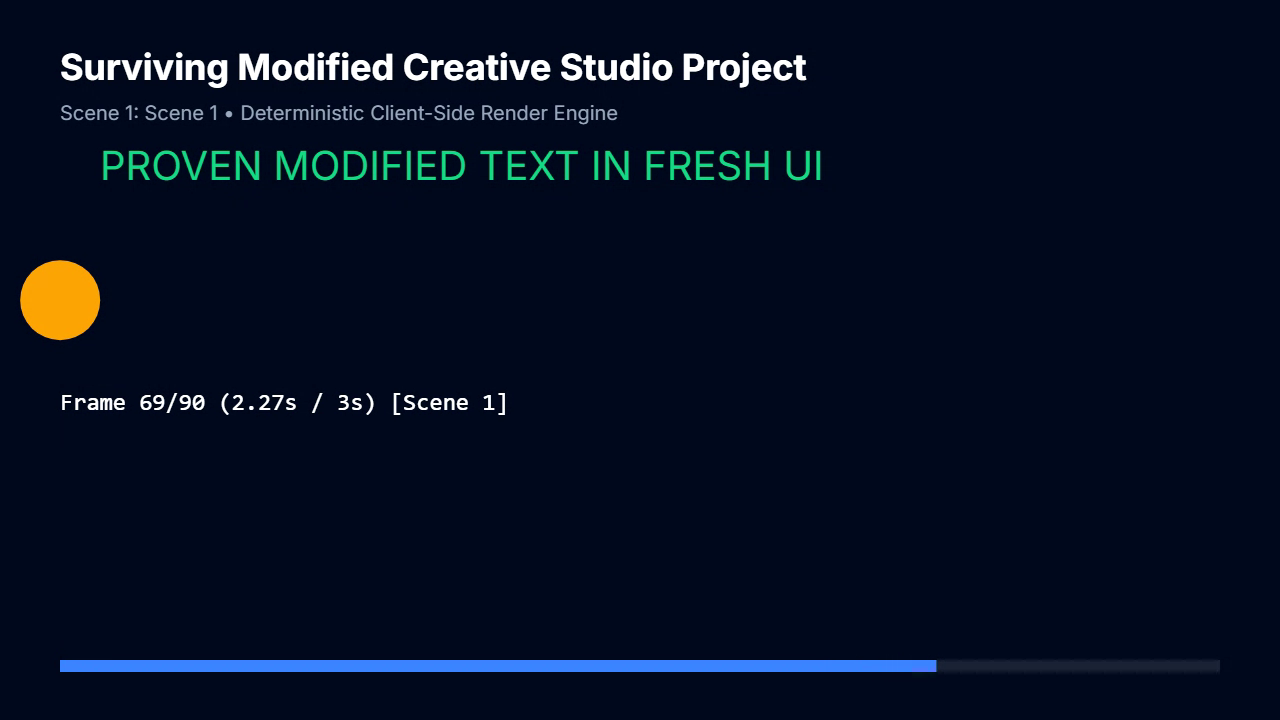 Surviving Modified Creative Studio Project
Scene 1: Scene 1 • Deterministic Client-Side Render Engine
PROVEN MODIFIED TEXT IN FRESH UI
Frame 69/90 (2.27s / 3s) [Scene 1]